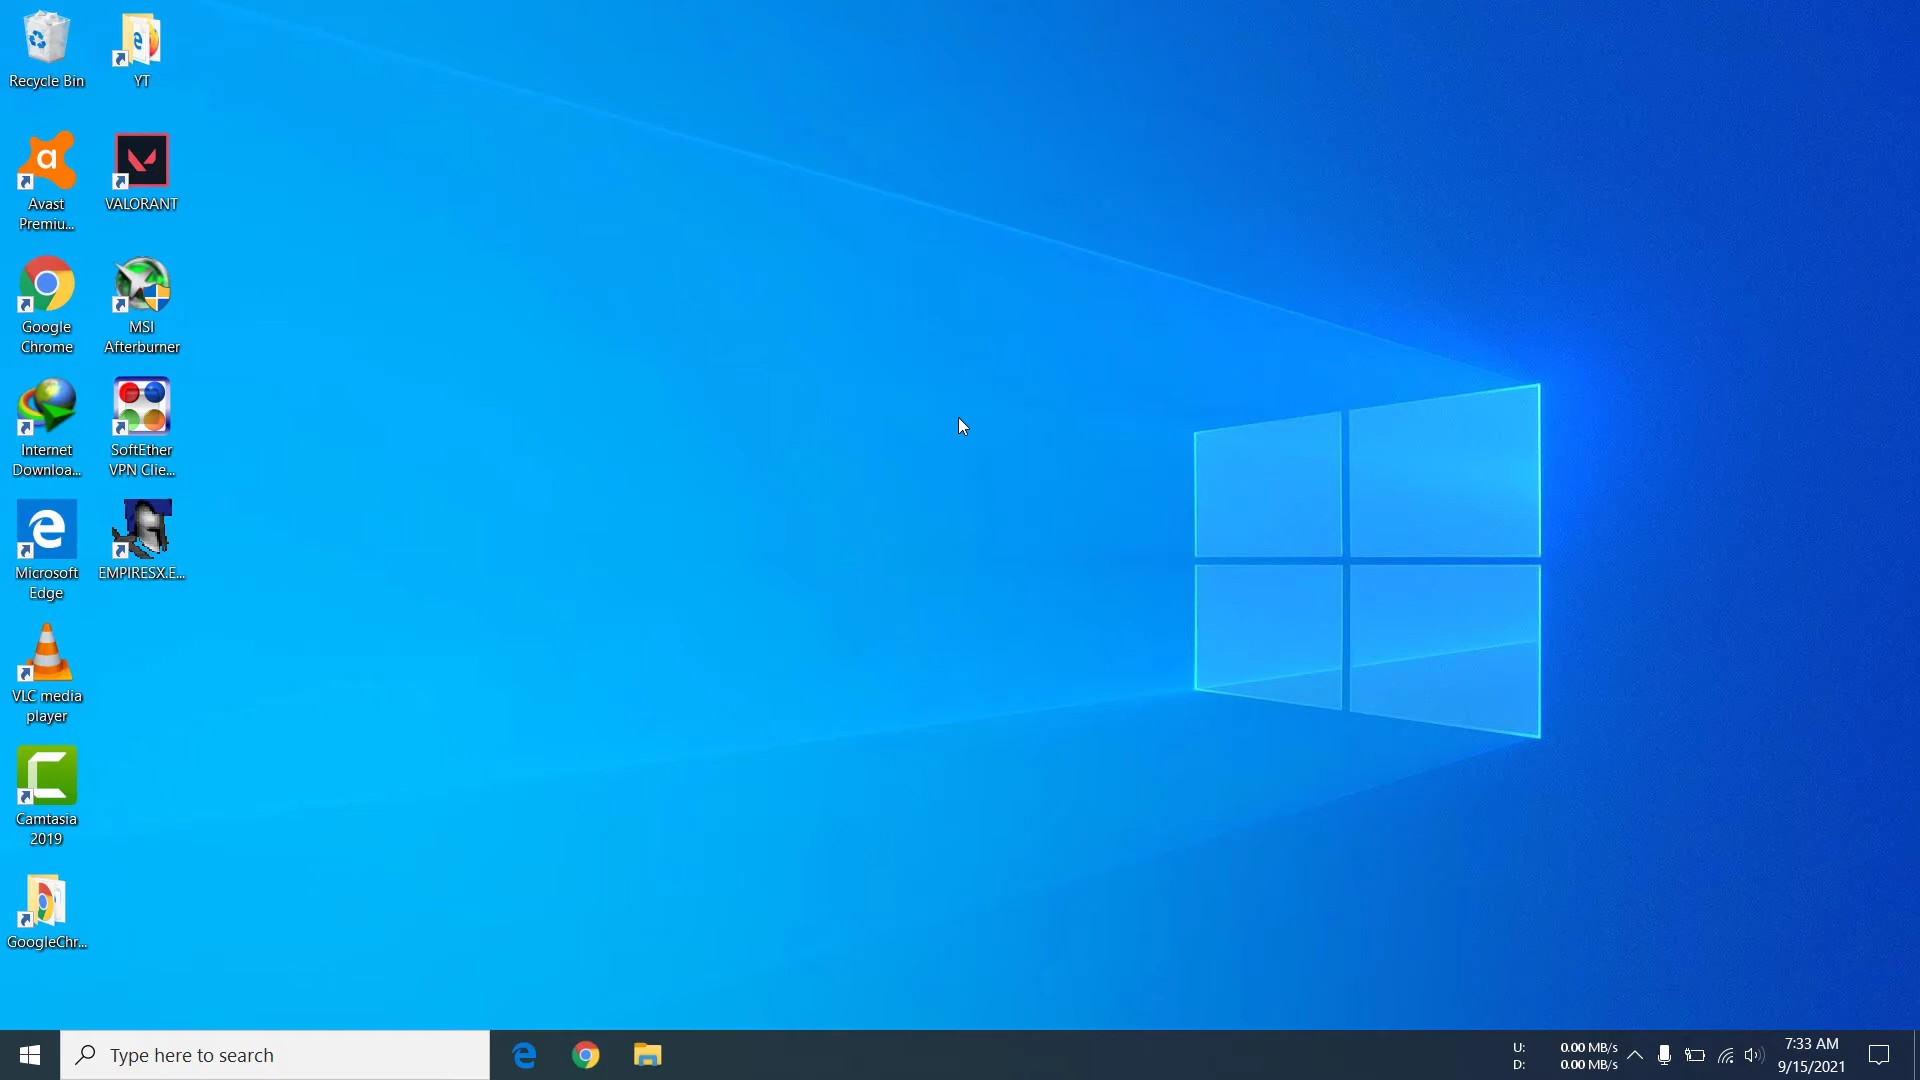 Recycle Bin
YT
Avast
Premiu...
VALORANT
Google
Chrome
MSI
Afterburner
Internet
Downloa...
SoftEther
VPN Clie...
Microsoft
Edge
EMPIRESX.E...
VLC media
player
Camtasia
2019
GoogleChr...
Type here to search
U: 0.00 MB/s
D: 0.00 MB/s
7:33 AM
9/15/2021